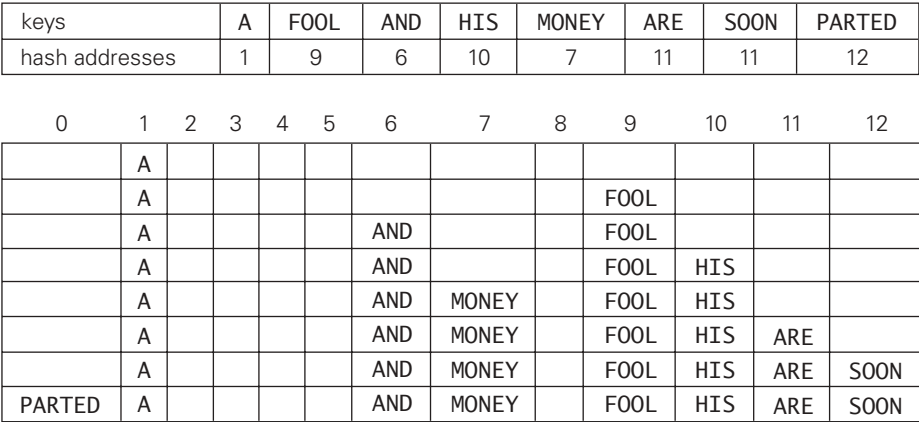 keys A FOOL AND HIS MONEY ARE SOON PARTED
hash addresses 1 9 6 10 7 11 11 12
0 1 2 3 4 5 6 7 8 9 10 11 12
A
A FOOL
A AND FOOL
A AND FOOL HIS
A AND MONEY FOOL HIS
A AND MONEY FOOL HIS ARE
A AND MONEY FOOL HIS ARE SOON
PARTED A AND MONEY FOOL HIS ARE SOON